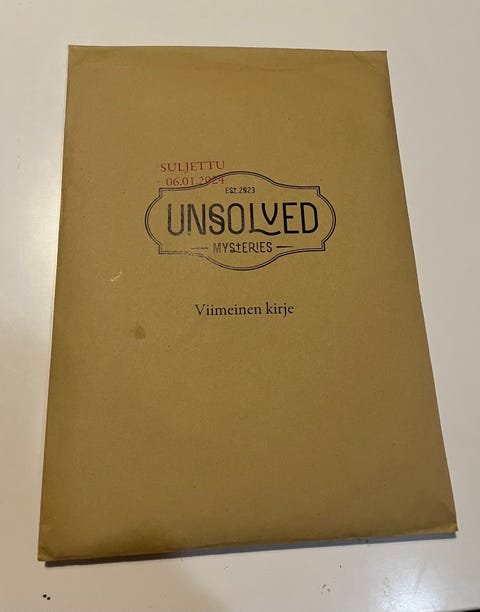 SULJETTU
06.01.2024
EST.2023
UNSOLVED
MYSTERIES
Viimeinen kirje